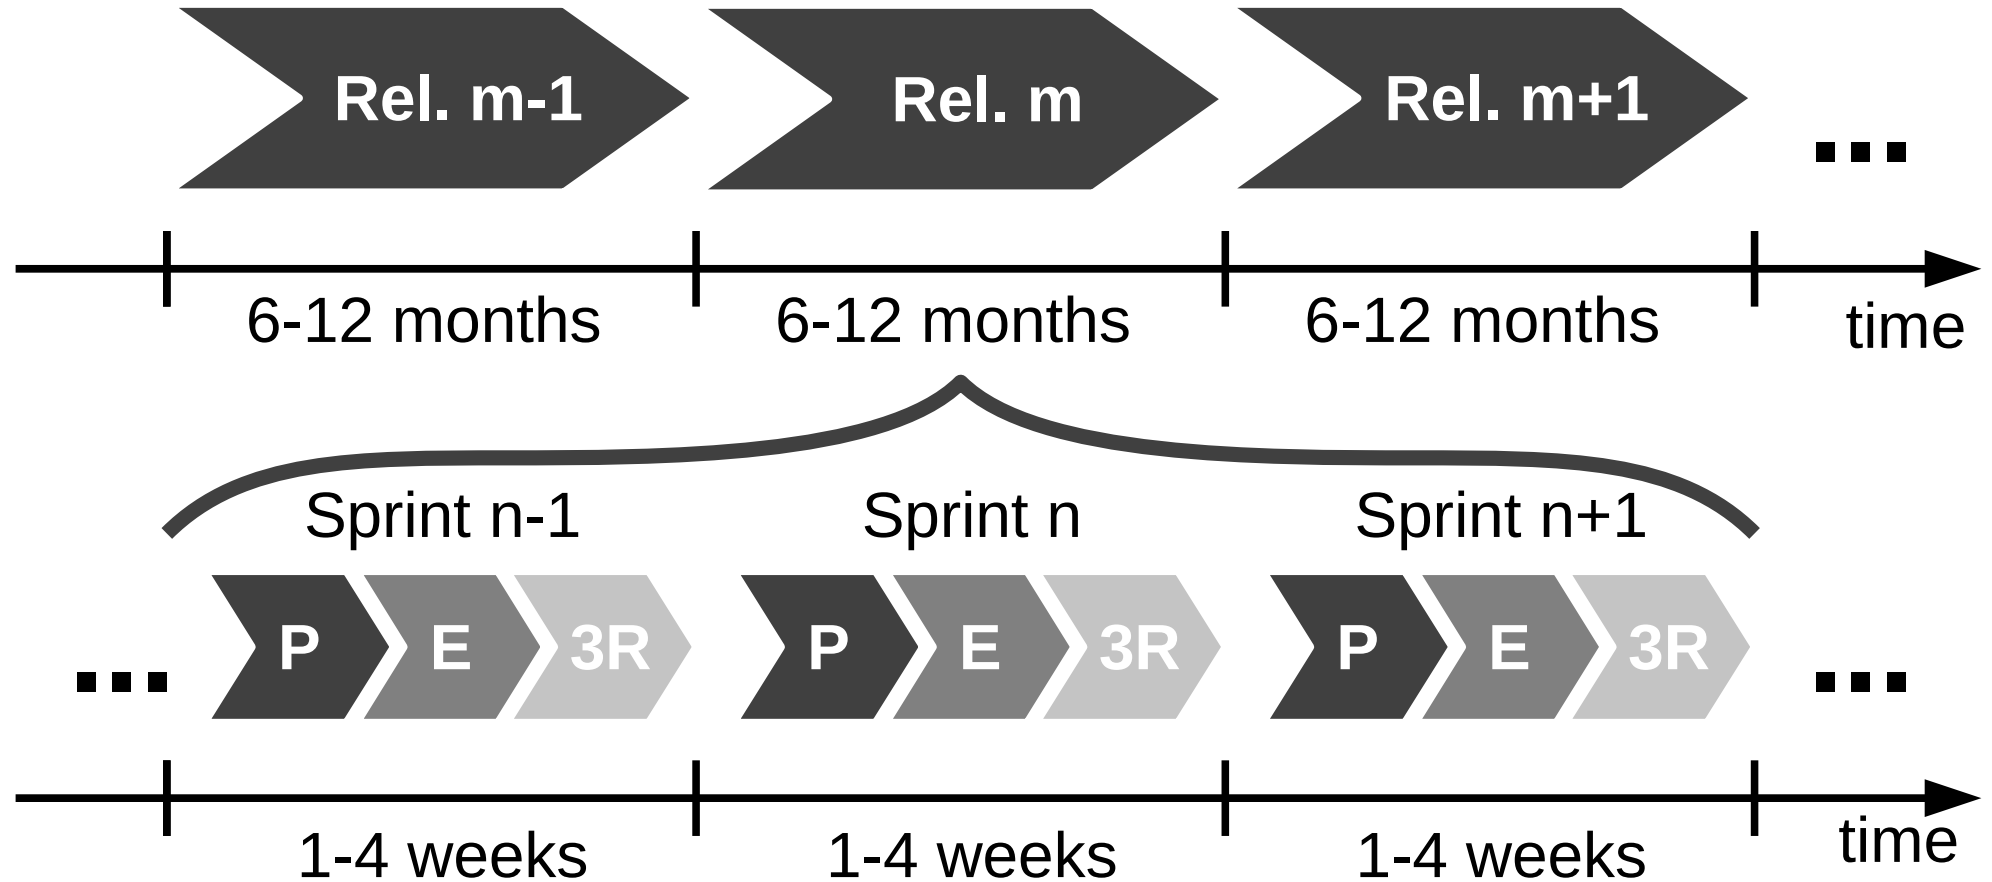 Rel. m-1
Rel. m
Rel. m+1
6-12 months
6-12 months
6-12 months
time
Sprint n-1
Sprint n
Sprint n+1
P
E
3R
P
E
3R
P
E
3R
1-4 weeks
1-4 weeks
1-4 weeks
time